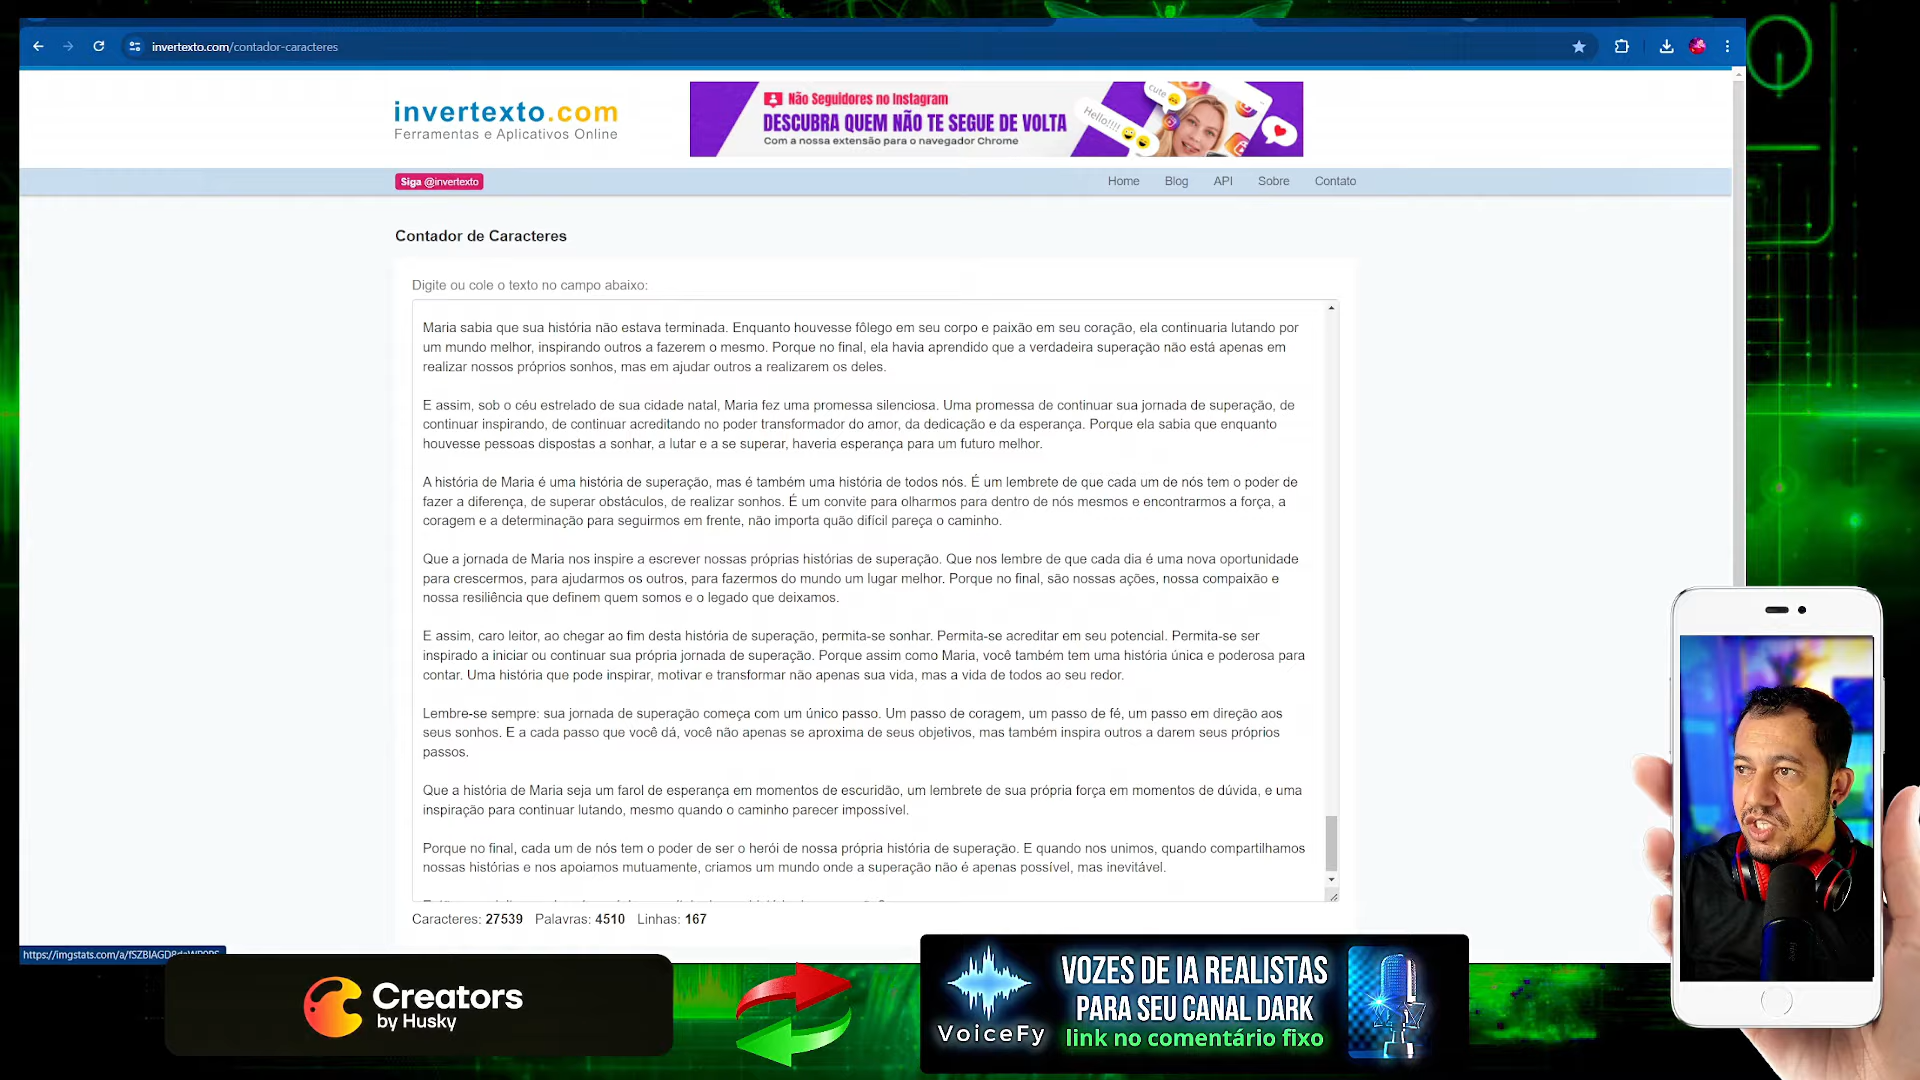 invertexto.com/contador-caracteres
invertexto.com
Ferramentas e Aplicativos Online
Não Seguidores no Instagram
DESCUBRA QUEM NÃO TE SEGUE DE VOLTA
Com a nossa extensão para o navegador Chrome
Hello!!!!
cute
Siga @invertexto
Home Blog API Sobre Contato
Contador de Caracteres
Digite ou cole o texto no campo abaixo:
Maria sabia que sua história não estava terminada. Enquanto houvesse fôlego em seu corpo e paixão em seu coração, ela continuaria lutando por
um mundo melhor, inspirando outros a fazerem o mesmo. Porque no final, ela havia aprendido que a verdadeira superação não está apenas em
realizar nossos próprios sonhos, mas em ajudar outros a realizarem os deles.
E assim, sob o céu estrelado de sua cidade natal, Maria fez uma promessa silenciosa. Uma promessa de continuar sua jornada de superação, de
continuar inspirando, de continuar acreditando no poder transformador do amor, da dedicação e da esperança. Porque ela sabia que enquanto
houvesse pessoas dispostas a sonhar, a lutar e a se superar, haveria esperança para um futuro melhor.
A história de Maria é uma história de superação, mas é também uma história de todos nós. É um lembrete de que cada um de nós tem o poder de
fazer a diferença, de superar obstáculos, de realizar sonhos. É um convite para olharmos para dentro de nós mesmos e encontrarmos a força, a
coragem e a determinação para seguirmos em frente, não importa quão difícil pareça o caminho.
Que a jornada de Maria nos inspire a escrever nossas próprias histórias de superação. Que nos lembre de que cada dia é uma nova oportunidade
para crescermos, para ajudarmos os outros, para fazermos do mundo um lugar melhor. Porque no final, são nossas ações, nossa compaixão e
nossa resiliência que definem quem somos e o legado que deixamos.
E assim, caro leitor, ao chegar ao fim desta história de superação, permita-se sonhar. Permita-se acreditar em seu potencial. Permita-se ser
inspirado a iniciar ou continuar sua própria jornada de superação. Porque assim como Maria, você também tem uma história única e poderosa para
contar. Uma história que pode inspirar, motivar e transformar não apenas sua vida, mas a vida de todos ao seu redor.
Lembre-se sempre: sua jornada de superação começa com um único passo. Um passo de coragem, um passo de fé, um passo em direção aos
seus sonhos. E a cada passo que você dá, você não apenas se aproxima de seus objetivos, mas também inspira outros a darem seus próprios
passos.
Que a história de Maria seja um farol de esperança em momentos de escuridão, um lembrete de sua própria força em momentos de dúvida, e uma
inspiração para continuar lutando, mesmo quando o caminho parecer impossível.
Porque no final, cada um de nós tem o poder de ser o herói de nossa própria história de superação. E quando nos unimos, quando compartilhamos
nossas histórias e nos apoiamos mutuamente, criamos um mundo onde a superação não é apenas possível, mas inevitável.
Caracteres: 27539 Palavras: 4510 Linhas: 167
Creators
by Husky
VoiceFy
VOZES DE IA REALISTAS
PARA SEU CANAL DARK
link no comentário fixo